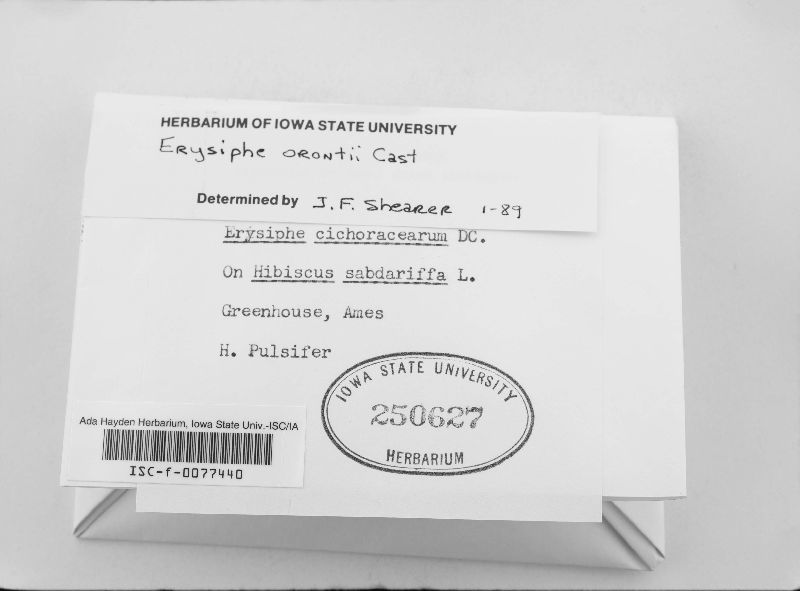 HERBARIUM OF IOWA STATE UNIVERSITY
Erysiphe orontii Cast
Determined by J. F. Shearer 1-89
Erysiphe cichoracearum DC.
On Hibiscus sabdariffa L.
Greenhouse, Ames
H. Pulsifer
IOWA STATE UNIVERSITY
250627
HERBARIUM
Ada Hayden Herbarium, Iowa State Univ.-ISC/IA
ISC-f-0077440